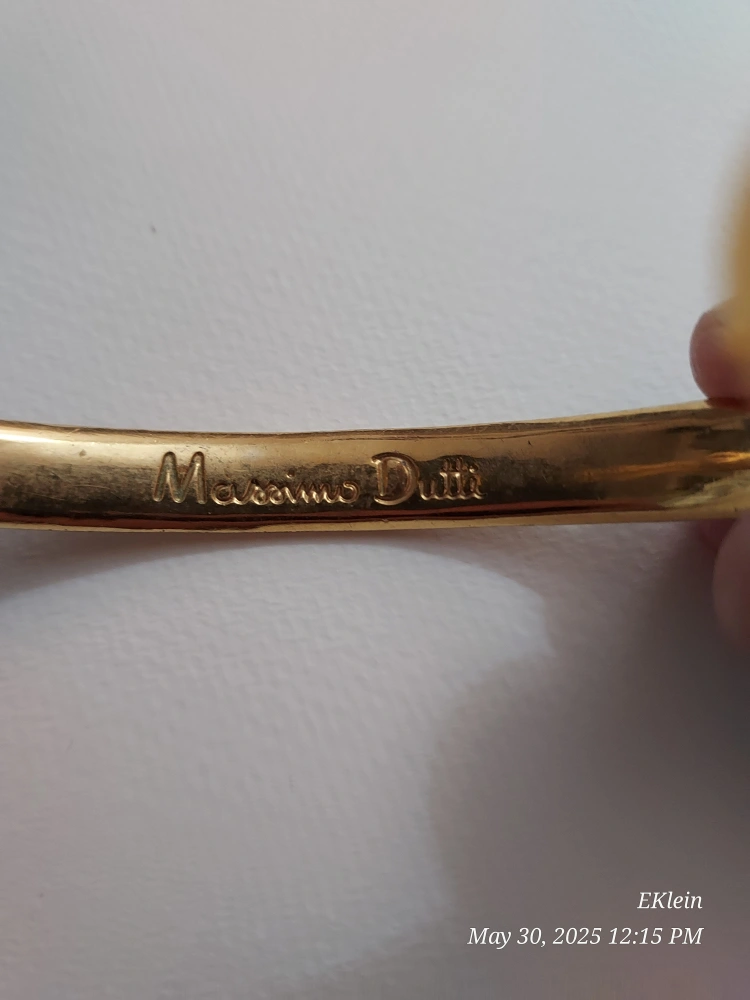 Massimo Dutti
EKlein
May 30, 2025 12:15 PM